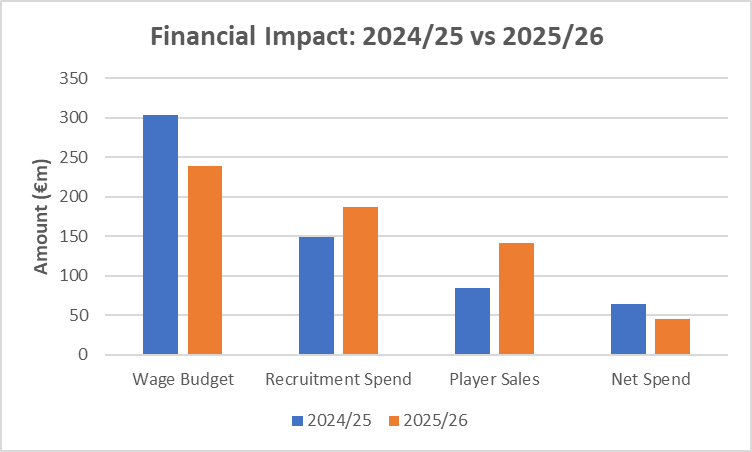 Financial Impact: 2024/25 vs 2025/26
350
300
250
200
150
100
50
0
Amount (€m)
Wage Budget
Recruitment Spend
Player Sales
Net Spend
2024/25
2025/26